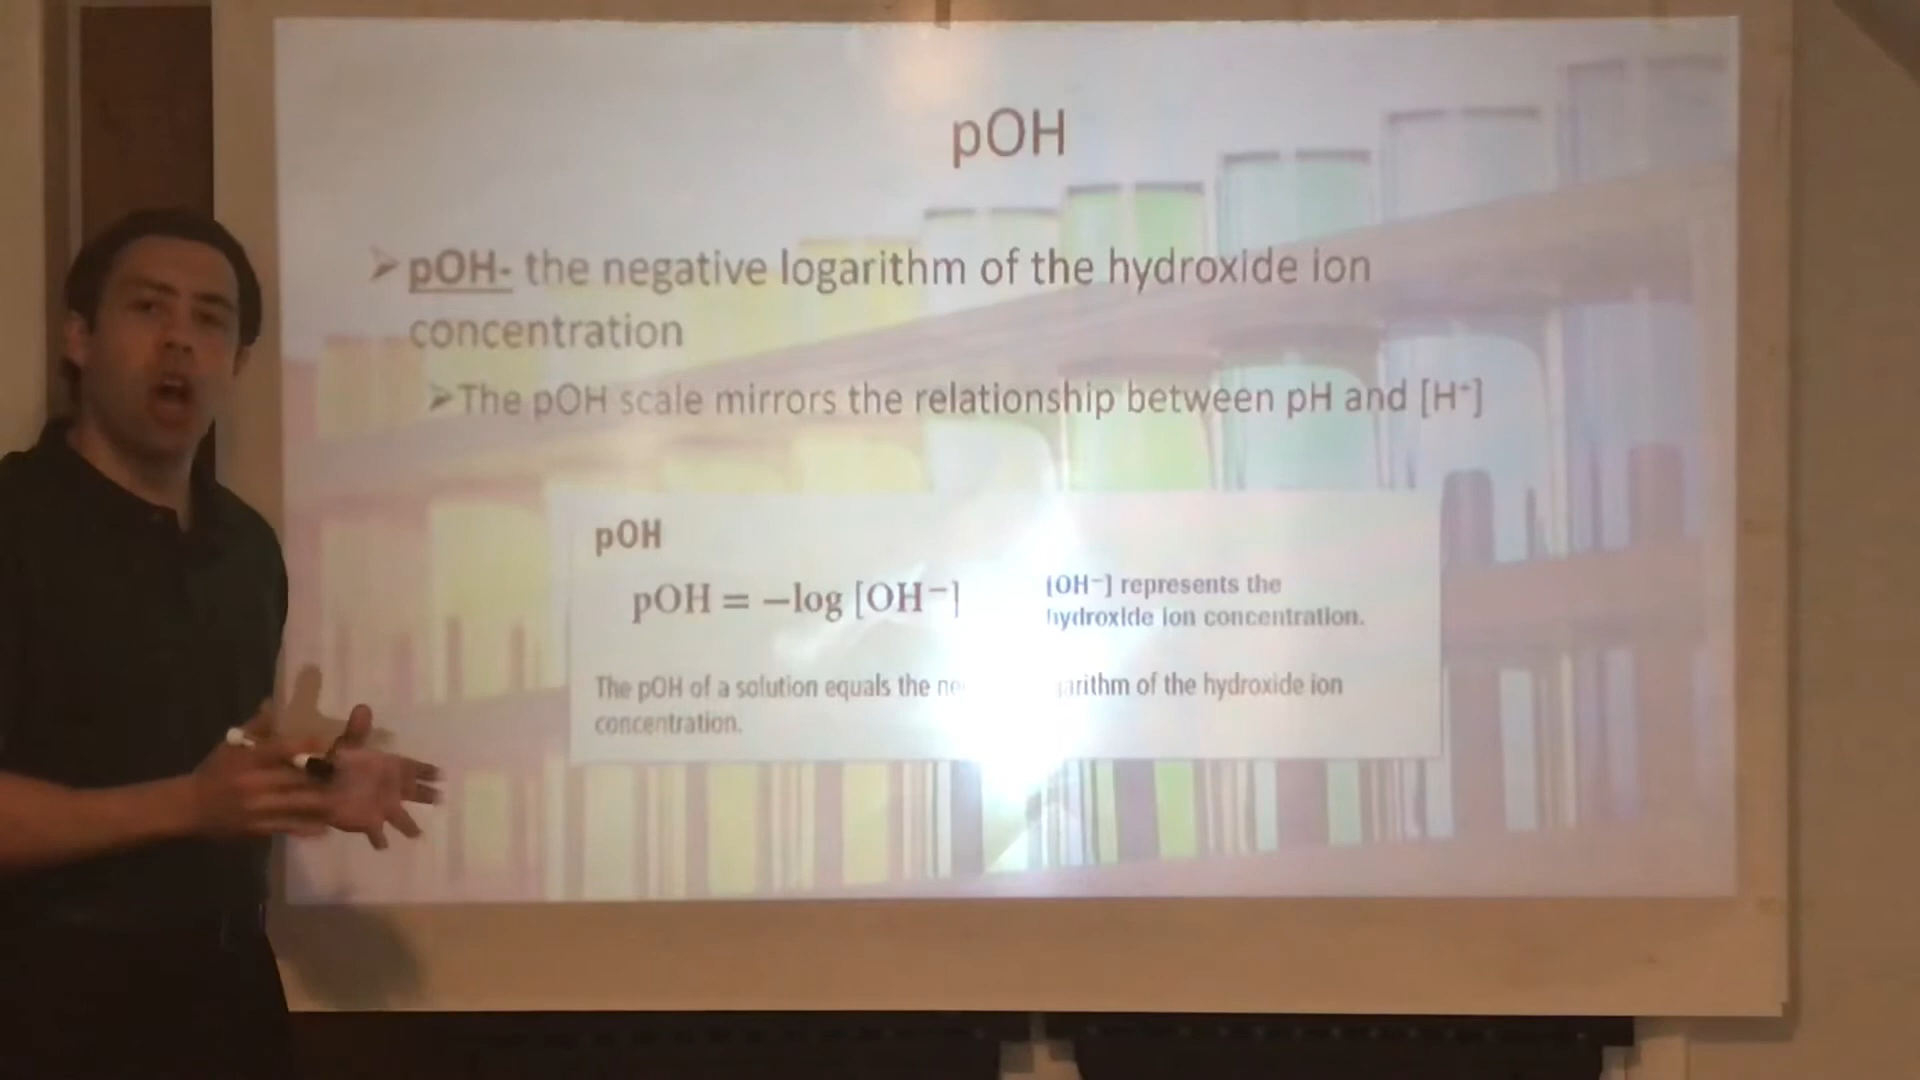 pOH
➢pOH- the negative logarithm of the hydroxide ion
concentration
➢The pOH scale mirrors the relationship between pH and [H⁺]
pOH
pOH = −log [OH⁻]
[OH⁻] represents the
hydroxide ion concentration.
The pOH of a solution equals the of the hydroxide ion
concentration.